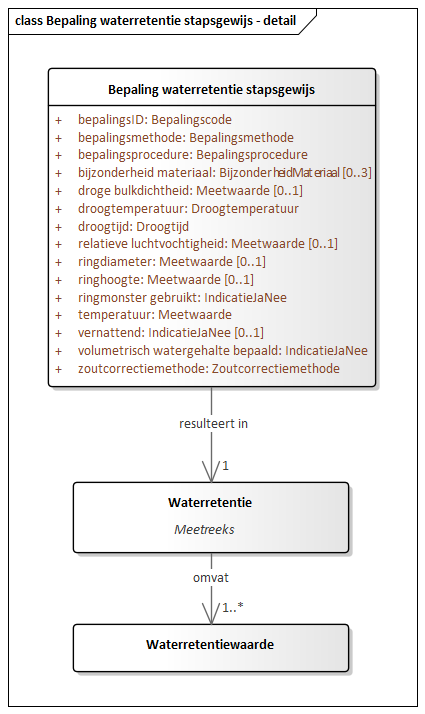 class Bepaling waterretentie stapsgewijs - detail
Bepaling waterretentie stapsgewijs
+ bepalingsID: Bepalingscode
+ bepalingsmethode: Bepalingsmethode
+ bepalingsprocedure: Bepalingsprocedure
+ bijzonderheid materiaal: BijzonderheidMateriaal [0..3]
+ droge bulkdichtheid: Meetwaarde [0..1]
+ droogtemperatuur: Droogtemperatuur
+ droogtijd: Droogtijd
+ relatieve luchtvochtigheid: Meetwaarde [0..1]
+ ringdiameter: Meetwaarde [0..1]
+ ringhoogte: Meetwaarde [0..1]
+ ringmonster gebruikt: IndicatieJaNee
+ temperatuur: Meetwaarde
+ vernattend: IndicatieJaNee [0..1]
+ volumetrisch watergehalte bepaald: IndicatieJaNee
+ zoutcorrectiemethode: Zoutcorrectiemethode
resulteert in
1
Waterretentie
Meetreeks
omvat
1..*
Waterretentiewaarde